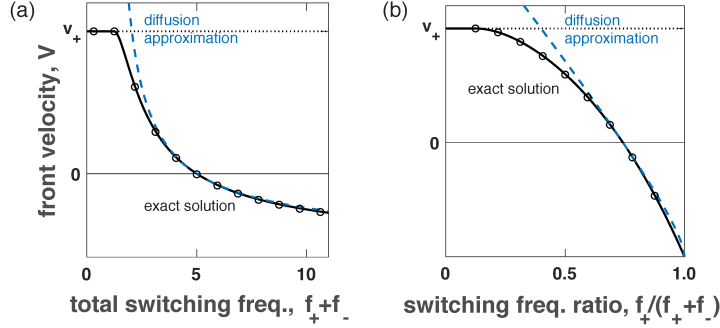 (a)
diffusion
approximation
v₊
front velocity, V
0
exact solution
0 5 10
total switching freq., f₊+f₋
(b)
diffusion
approximation
v₊
exact solution
0
0 0.5 1.0
switching freq. ratio, f₊/(f₊+f₋)